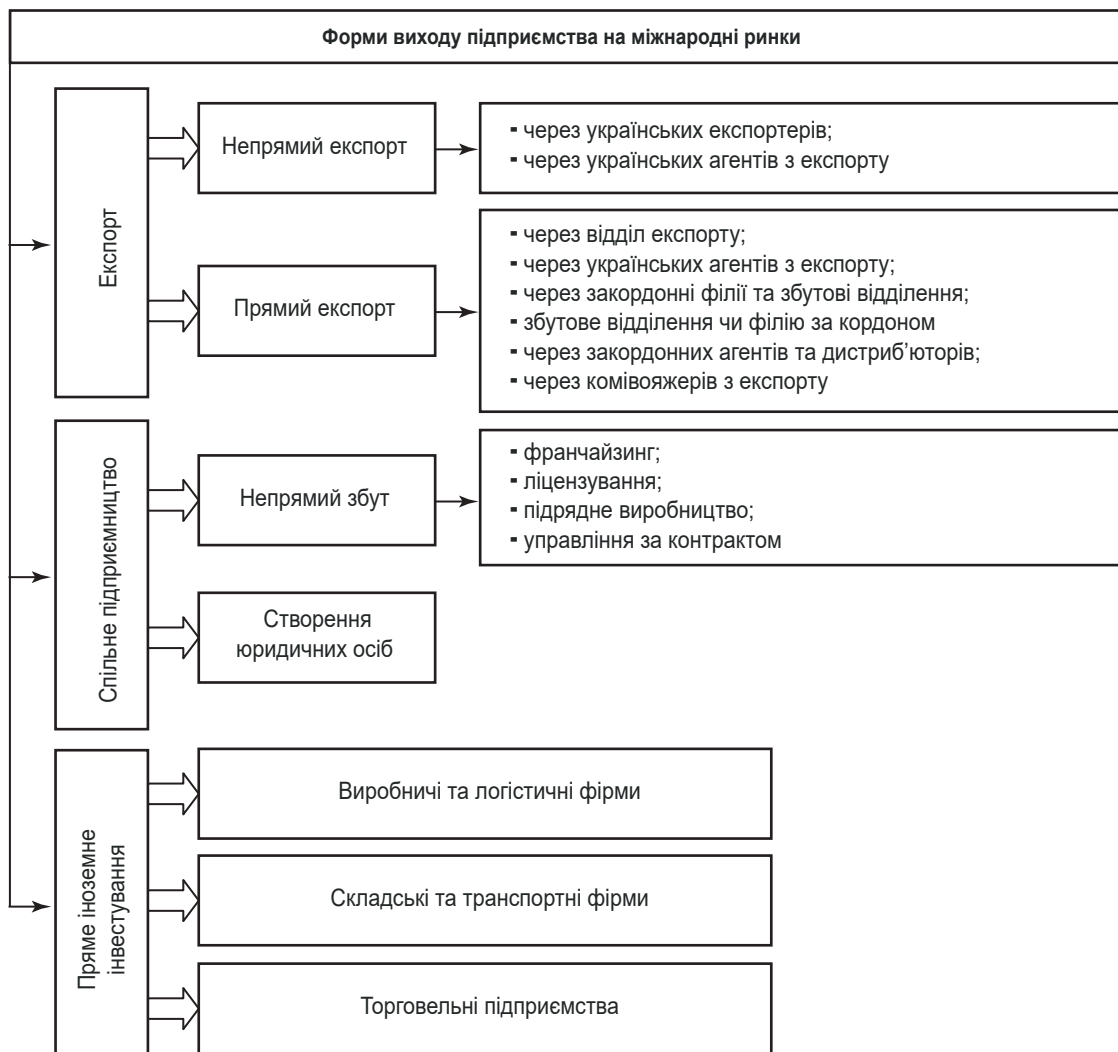 Форми виходу підприємства на міжнародні ринки
Експорт
Непрямий експорт
- через українських експортерів;
- через українських агентів з експорту
Прямий експорт
- через відділ експорту;
- через українських агентів з експорту;
- через закордонні філії та збутові відділення;
- збутове відділення чи філію за кордоном
- через закордонних агентів та дистриб’юторів;
- через комівояжерів з експорту
Спільне підприємництво
Непрямий збут
- франчайзинг;
- ліцензування;
- підрядне виробництво;
- управління за контрактом
Створення
юридичних осіб
Пряме іноземне
інвестування
Виробничі та логістичні фірми
Складські та транспортні фірми
Торговельні підприємства